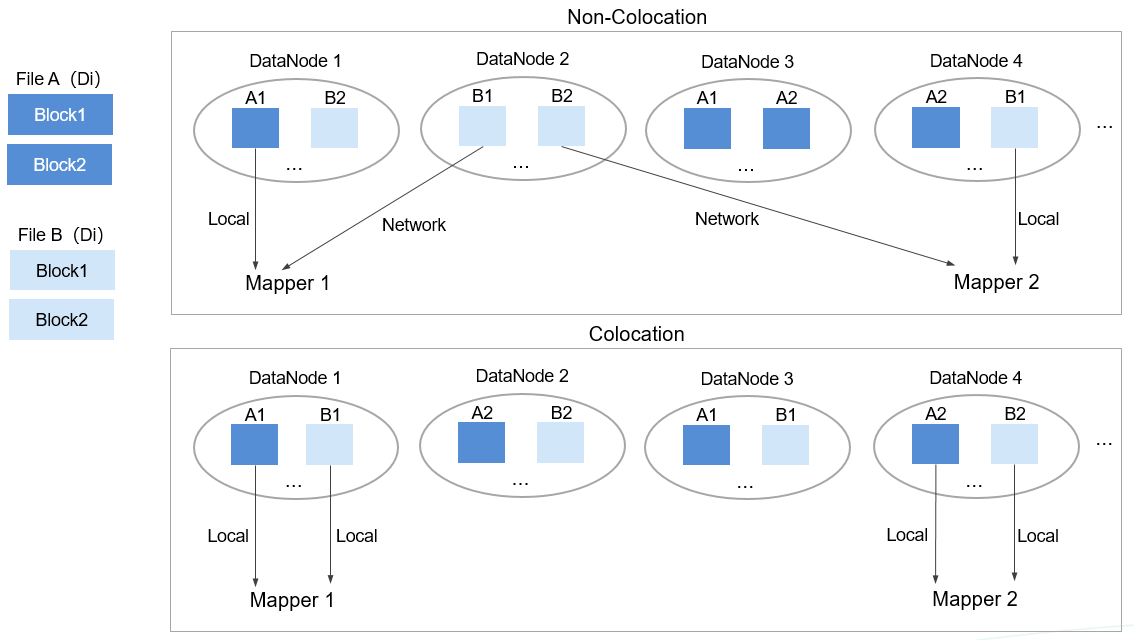 File A（Di）
Block1
Block2
File B（Di）
Block1
Block2
Non-Colocation
DataNode 1
DataNode 2
DataNode 3
DataNode 4
A1
B2
B1
B2
A1
A2
A2
B1
...
...
...
...
...
Local
Network
Network
Local
Mapper 1
Mapper 2
Colocation
DataNode 1
DataNode 2
DataNode 3
DataNode 4
A1
B1
A2
B2
A1
B1
A2
B2
...
...
...
...
...
Local
Local
Local
Local
Mapper 1
Mapper 2